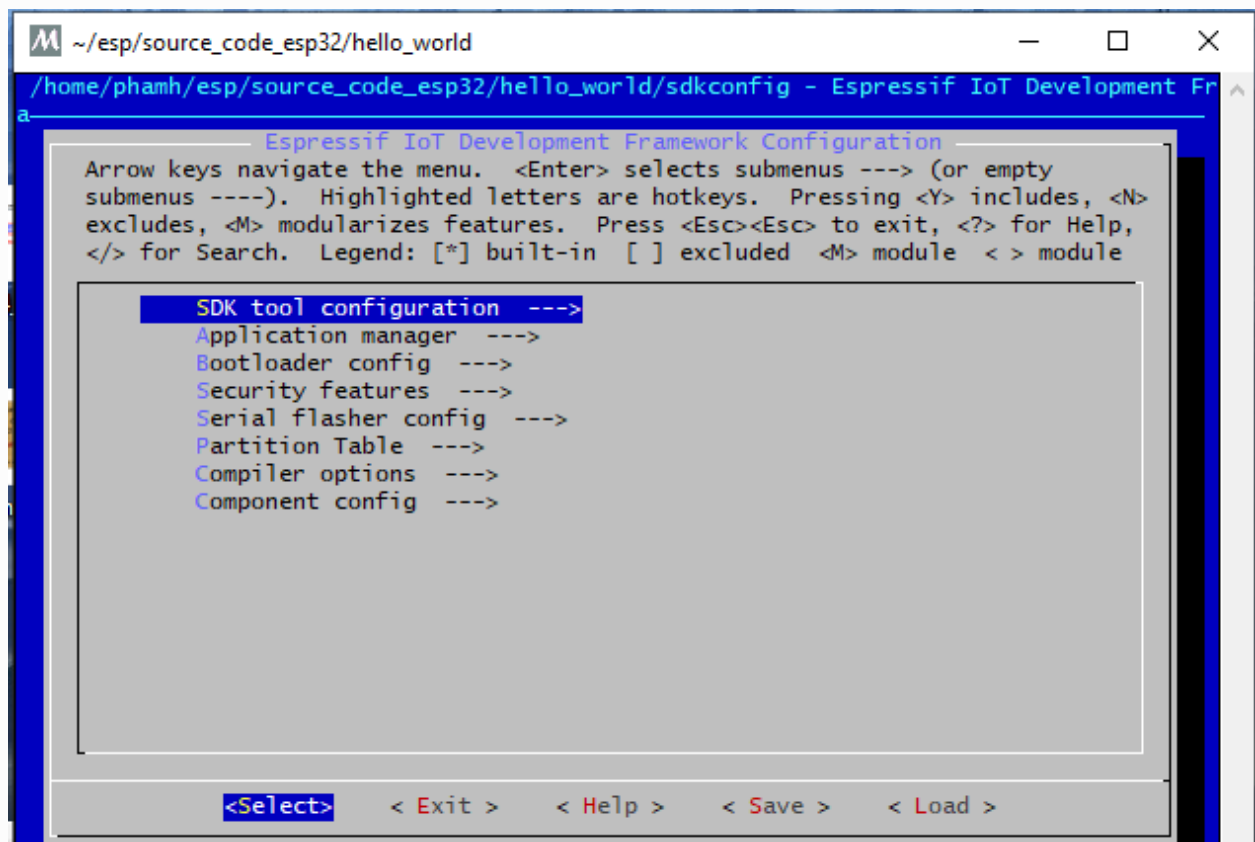 ~/esp/source_code_esp32/hello_world
/home/phamh/esp/source_code_esp32/hello_world/sdkconfig - Espressif IoT Development Fr
a
Espressif IoT Development Framework Configuration
Arrow keys navigate the menu.  <Enter> selects submenus ---> (or empty
submenus ----).  Highlighted letters are hotkeys.  Pressing <Y> includes, <N>
excludes, <M> modularizes features.  Press <Esc><Esc> to exit, <?> for Help,
</> for Search.  Legend: [*] built-in  [ ] excluded  <M> module  < > module
SDK tool configuration  --->
Application manager  --->
Bootloader config  --->
Security features  --->
Serial flasher config  --->
Partition Table  --->
Compiler options  --->
Component config  --->
<Select>    < Exit >    < Help >    < Save >    < Load >